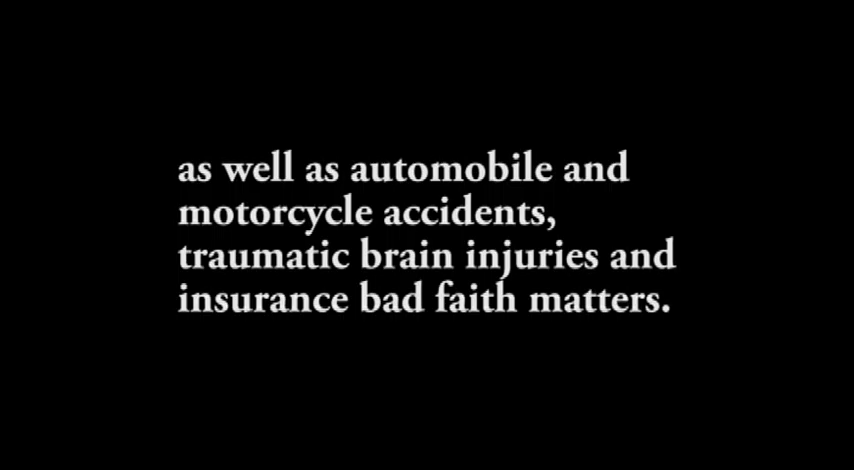 as well as automobile and
motorcycle accidents,
traumatic brain injuries and
insurance bad faith matters.